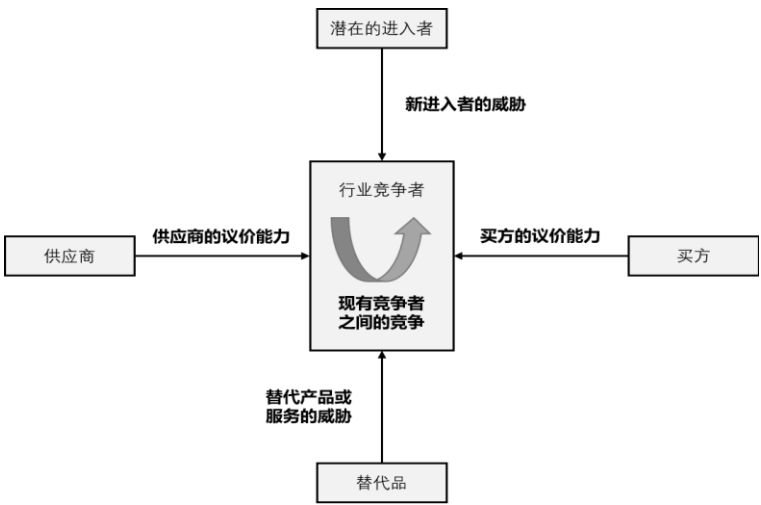 潜在的进入者
新进入者的威胁
行业竞争者
供应商的议价能力
买方的议价能力
供应商
买方
现有竞争者
之间的竞争
替代产品或
服务的威胁
替代品